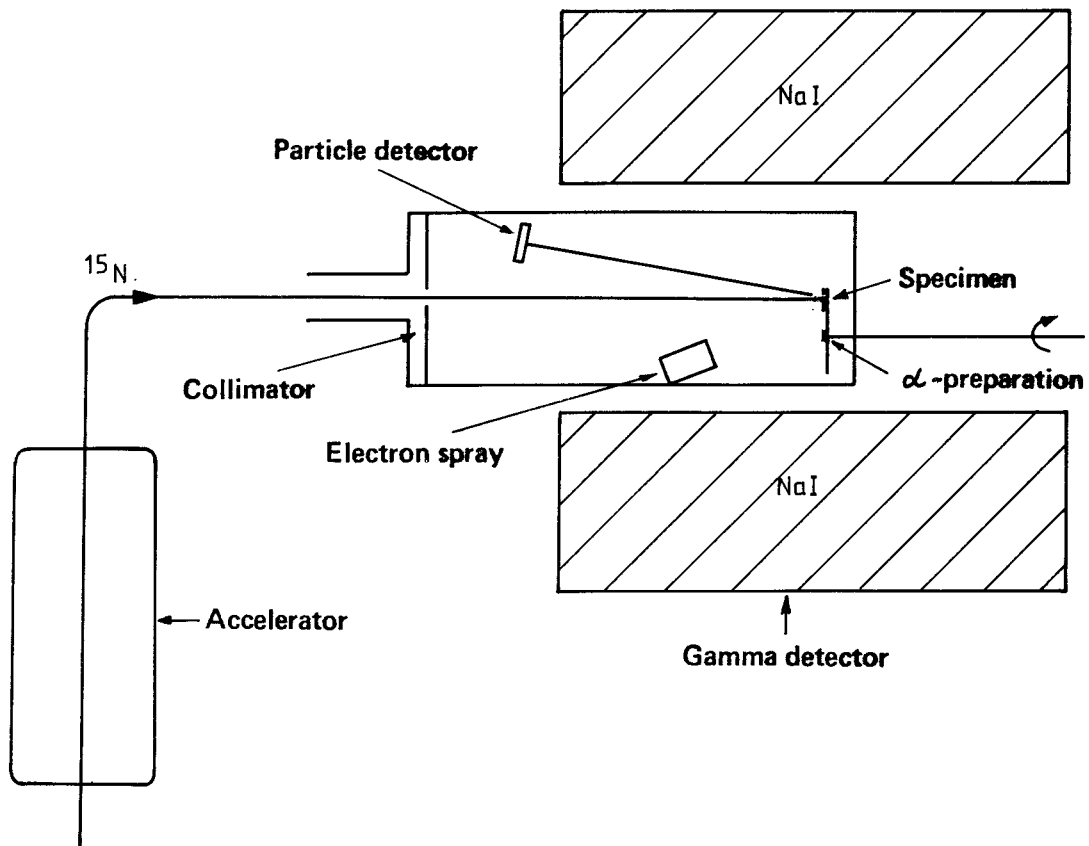 NaI
Particle detector
¹⁵N.
Specimen
α-preparation
Collimator
Electron spray
NaI
Accelerator
Gamma detector